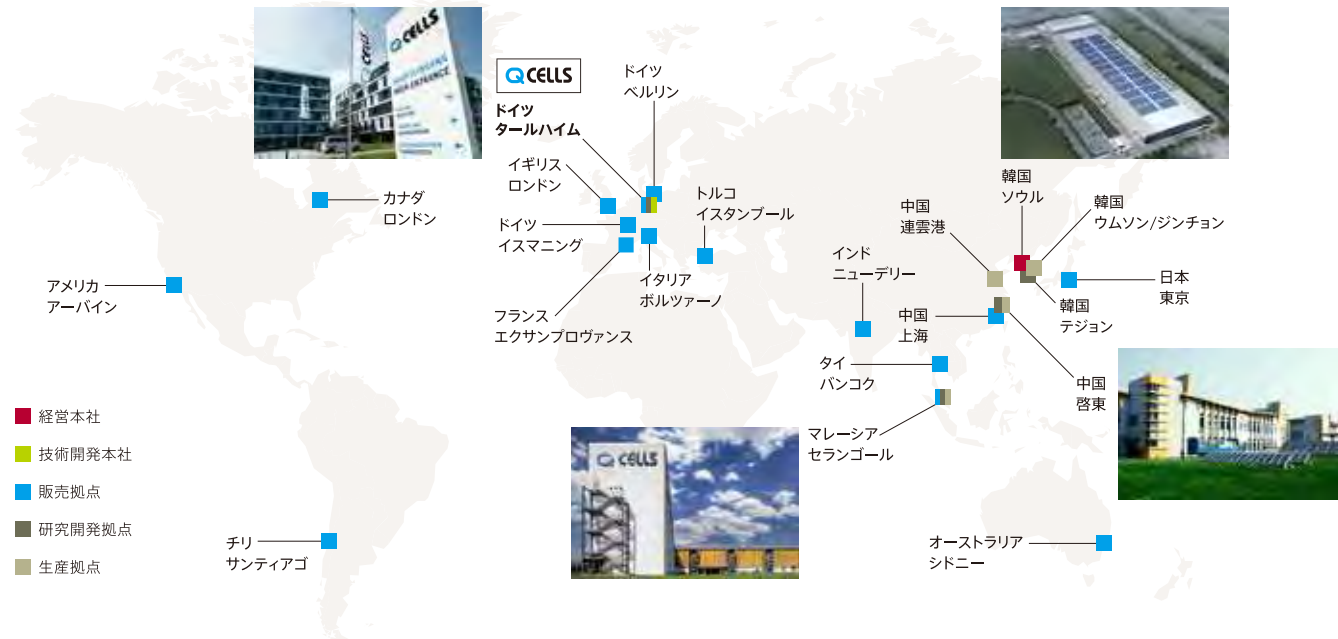 Q CELLS
Q CELLS
MAIN ENTRANCE
Q CELLS
ドイツ
タールハイム
ドイツ
ベルリン
イギリス
ロンドン
ドイツ
イスマニング
フランス
エクサンプロヴァンス
イタリア
ボルツァーノ
トルコ
イスタンブール
カナダ
ロンドン
アメリカ
アーバイン
チリ
サンティアゴ
インド
ニューデリー
中国
連雲港
韓国
ソウル
韓国
ウムソン/ジンチョン
日本
東京
韓国
テジョン
中国
上海
中国
啓東
タイ
バンコク
マレーシア
セランゴール
オーストラリア
シドニー
経営本社
技術開発本社
販売拠点
研究開発拠点
生産拠点
Q CELLS